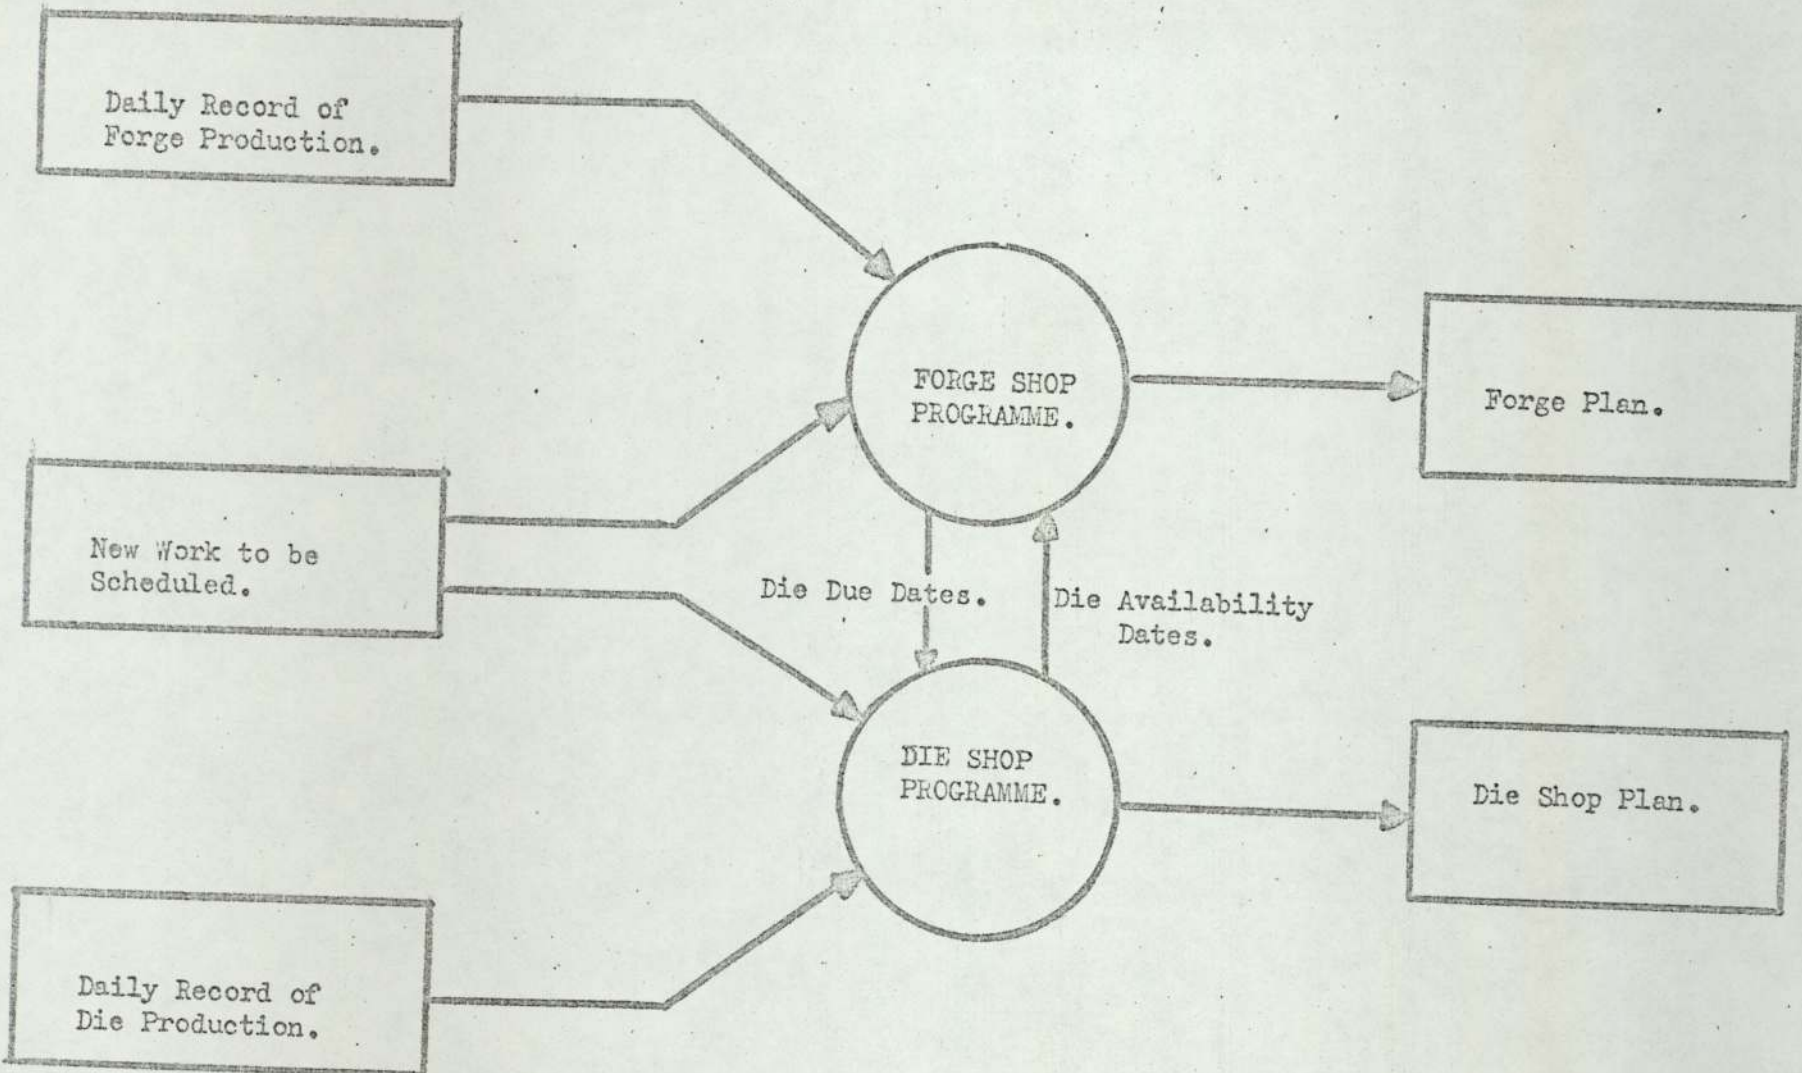 Daily Record of
Forge Production.
FORGE SHOP
PROGRAMME.
Forge Plan.
New Work to be
Scheduled.
Die Due Dates.
Die Availability
Dates.
DIE SHOP
PROGRAMME.
Die Shop Plan.
Daily Record of
Die Production.